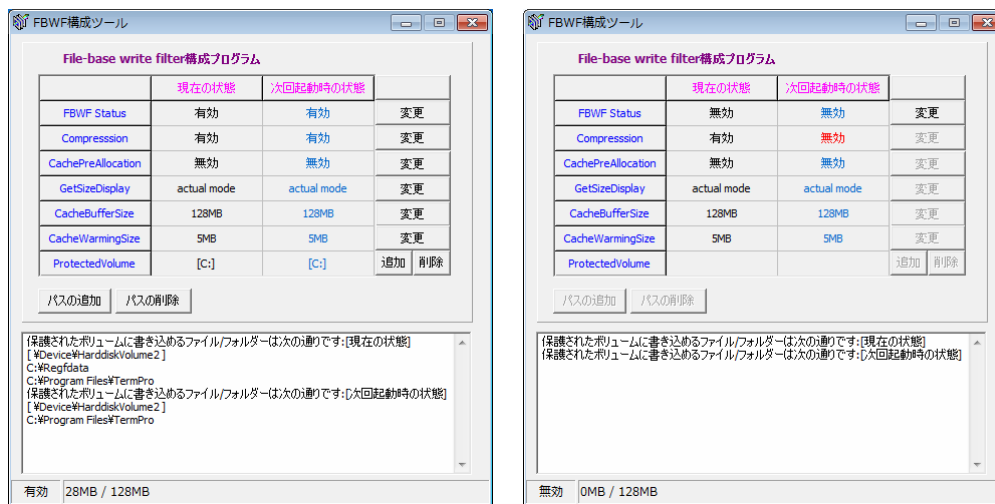 FBWF構成ツール
File-base write filter構成プログラム
現在の状態 次回起動時の状態
FBWF Status 有効 有効 変更
Compresssion 有効 有効 変更
CachePreAllocation 無効 無効 変更
GetSizeDisplay actual mode actual mode 変更
CacheBufferSize 128MB 128MB 変更
CacheWarmingSize 5MB 5MB 変更
ProtectedVolume [C:] [C:] 追加 削除
パスの追加 パスの削除
保護されたボリュームに書き込めるファイル/フォルダーは次の通りです:[現在の状態]
[ ¥Device¥HarddiskVolume2 ]
C:¥Regfdata
C:¥Program Files¥TermPro
保護されたボリュームに書き込めるファイル/フォルダーは次の通りです:[次回起動時の状態]
[ ¥Device¥HarddiskVolume2 ]
C:¥Program Files¥TermPro
有効 28MB / 128MB
FBWF構成ツール
File-base write filter構成プログラム
現在の状態 次回起動時の状態
FBWF Status 無効 無効 変更
Compresssion 有効 無効 変更
CachePreAllocation 無効 無効 変更
GetSizeDisplay actual mode actual mode 変更
CacheBufferSize 128MB 128MB 変更
CacheWarmingSize 5MB 5MB 変更
ProtectedVolume 追加 削除
パスの追加 パスの削除
保護されたボリュームに書き込めるファイル/フォルダーは次の通りです:[現在の状態]
保護されたボリュームに書き込めるファイル/フォルダーは次の通りです:[次回起動時の状態]
無効 0MB / 128MB